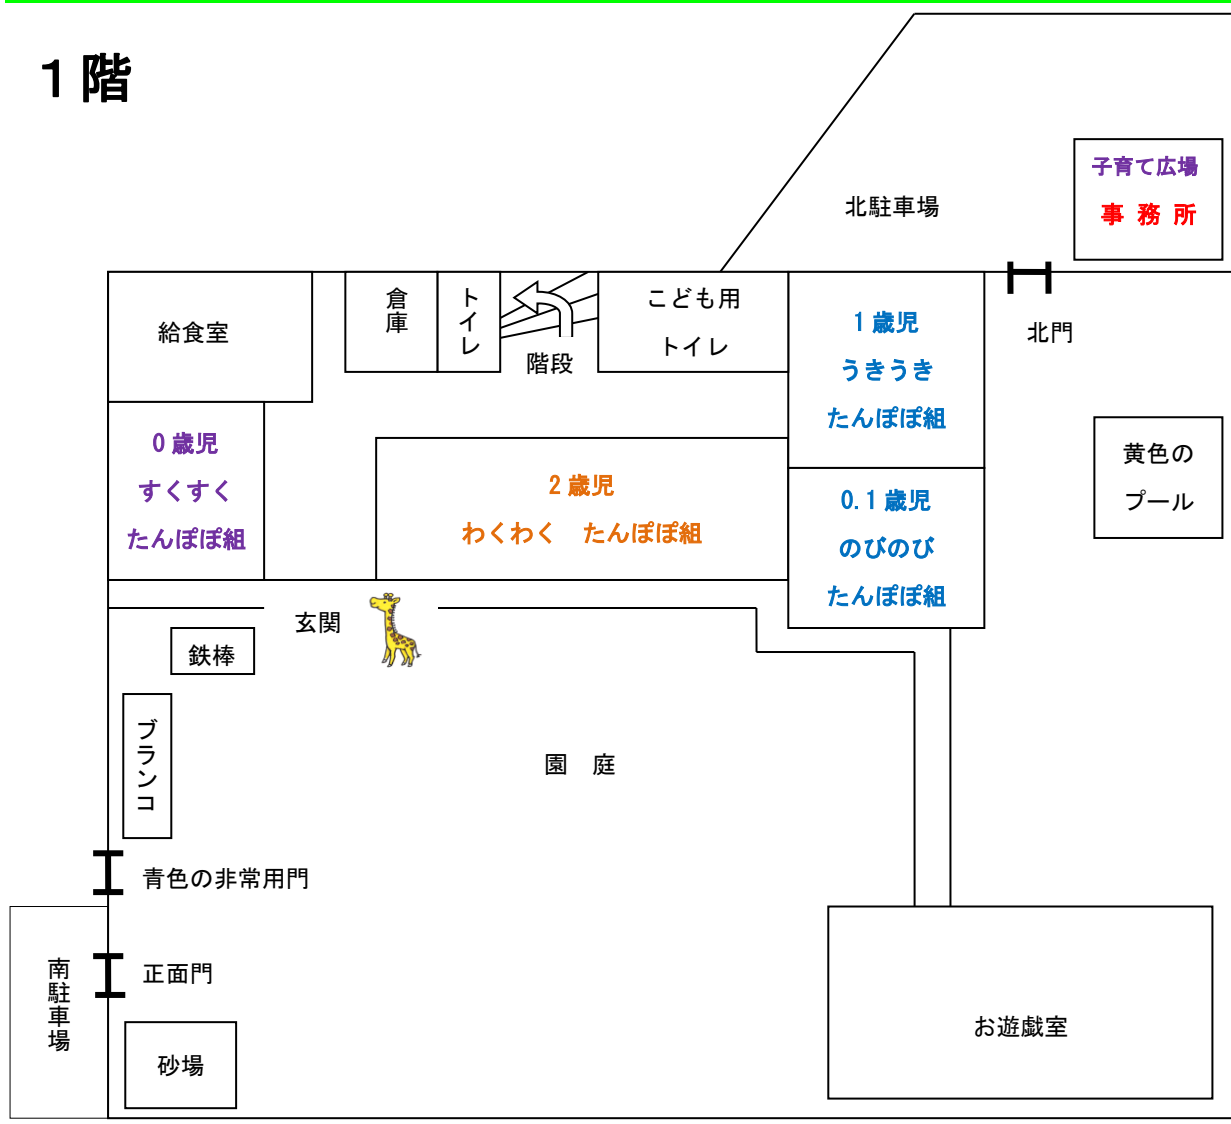 1階
子育て広場
事務所
北駐車場
給食室
倉庫
トイレ
階段
こども用
トイレ
1歳児
うきうき
たんぽぽ組
北門
0歳児
すくすく
たんぽぽ組
2歳児
わくわく　たんぽぽ組
0.1歳児
のびのび
たんぽぽ組
黄色の
プール
玄関
鉄棒
ブランコ
園　庭
青色の非常用門
南駐車場
正面門
砂場
お遊戯室